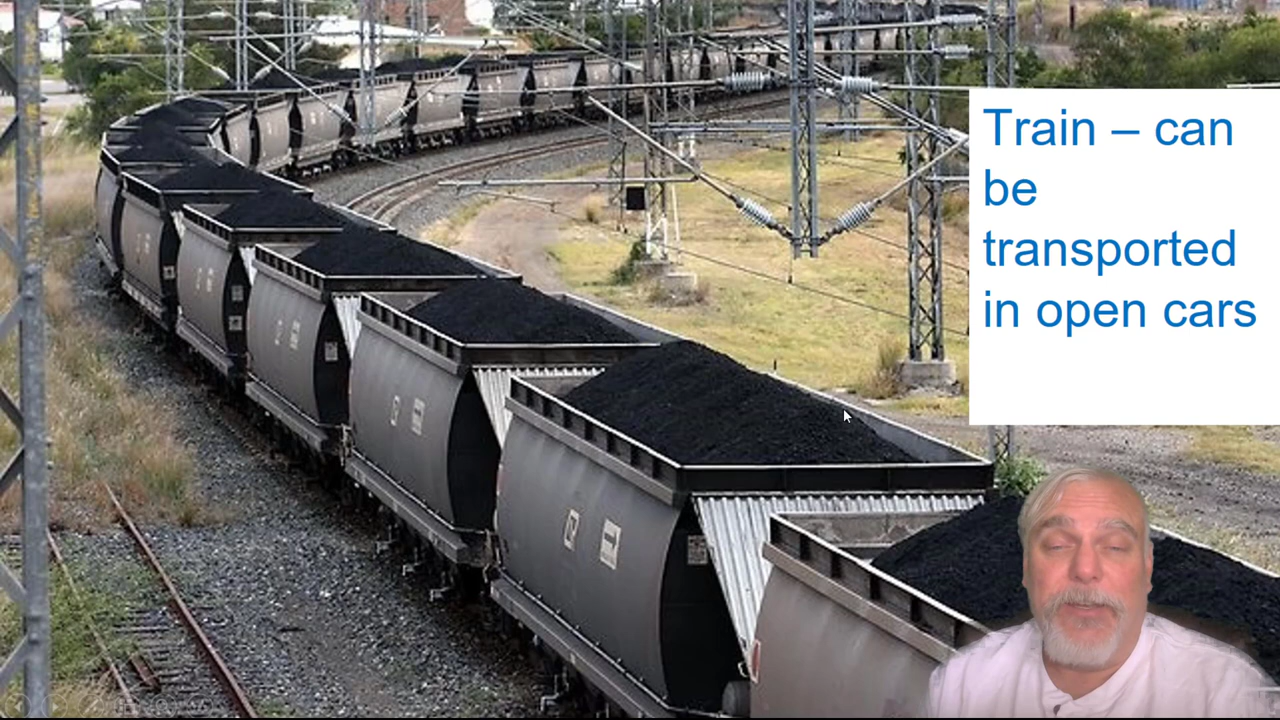 Train – can
be
transported
in open cars